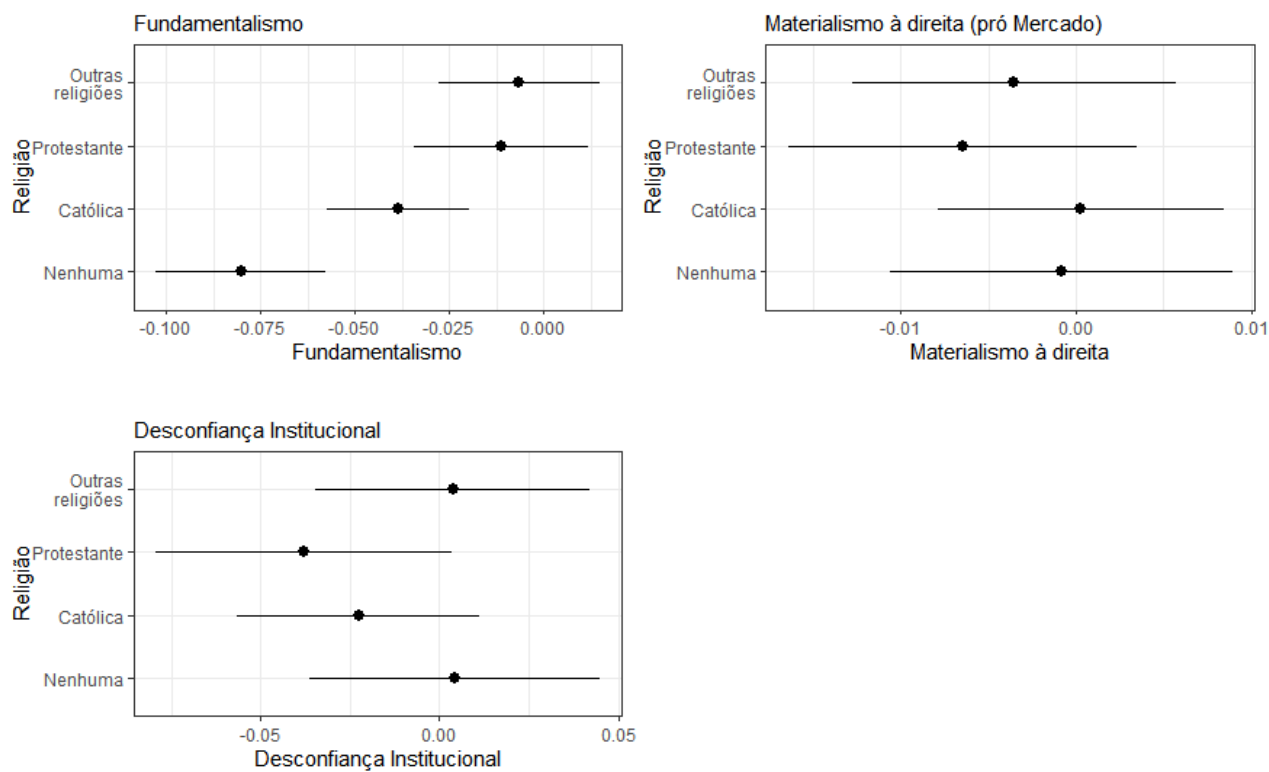 Fundamentalismo
Outras
religiões
Protestante
Católica
Nenhuma
Religião
-0.100 -0.075 -0.050 -0.025 0.000
Fundamentalismo
Materialismo à direita (pró Mercado)
Outras
religiões
Protestante
Católica
Nenhuma
Religião
-0.01 0.00 0.01
Materialismo à direita
Desconfiança Institucional
Outras
religiões
Protestante
Católica
Nenhuma
Religião
-0.05 0.00 0.05
Desconfiança Institucional